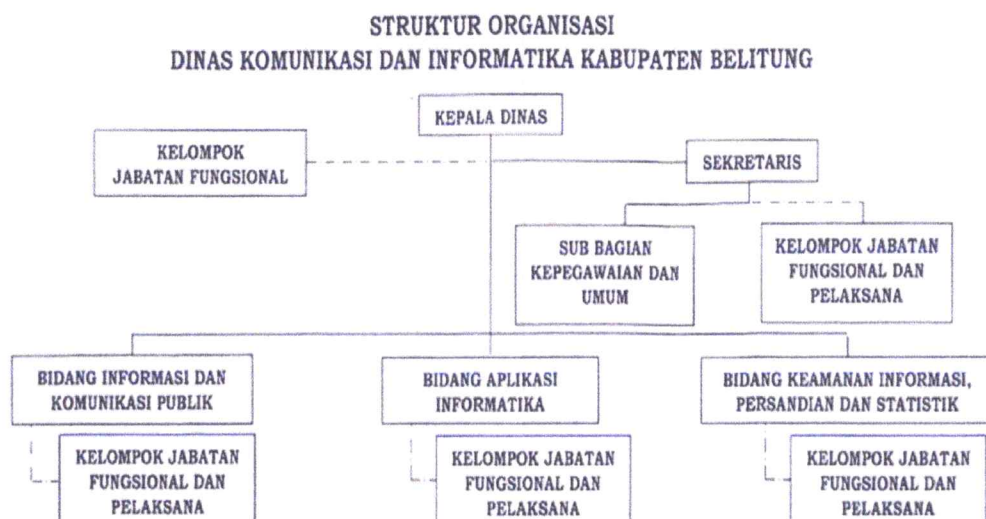 STRUKTUR ORGANISASI
DINAS KOMUNIKASI DAN INFORMATIKA KABUPATEN BELITUNG
KEPALA DINAS
KELOMPOK
JABATAN FUNGSIONAL
SEKRETARIS
SUB BAGIAN
KEPEGAWAIAN DAN
UMUM
KELOMPOK JABATAN
FUNGSIONAL DAN
PELAKSANA
BIDANG INFORMASI DAN
KOMUNIKASI PUBLIK
BIDANG APLIKASI
INFORMATIKA
BIDANG KEAMANAN INFORMASI,
PERSANDIAN DAN STATISTIK
KELOMPOK JABATAN
FUNGSIONAL DAN
PELAKSANA
KELOMPOK JABATAN
FUNGSIONAL DAN
PELAKSANA
KELOMPOK JABATAN
FUNGSIONAL DAN
PELAKSANA